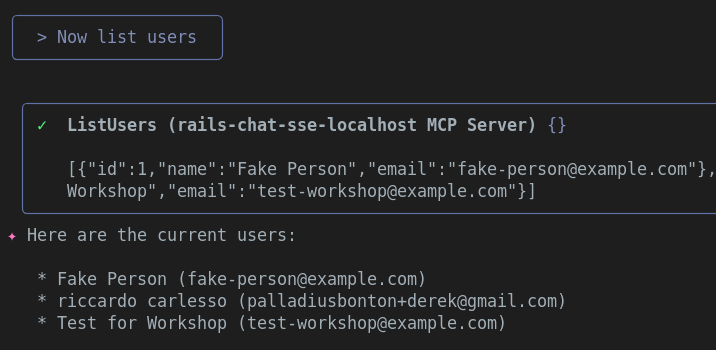 > Now list users
✓ ListUsers (rails-chat-sse-localhost MCP Server) {}
[{"id":1,"name":"Fake Person","email":"fake-person@example.com"},
Workshop","email":"test-workshop@example.com"}]
✦ Here are the current users:
* Fake Person (fake-person@example.com)
* riccardo carlesso (palladiusbonton+derek@gmail.com)
* Test for Workshop (test-workshop@example.com)